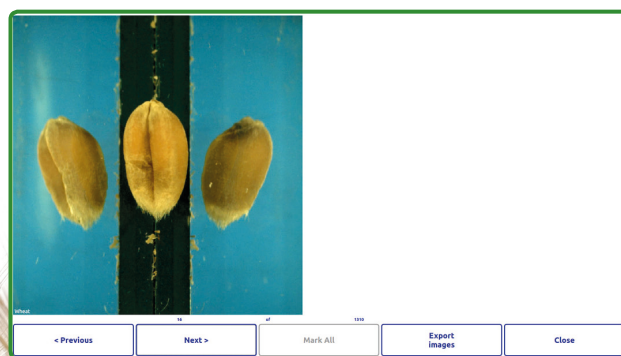 Wheat
16 of 1310
< Previous
Next >
Mark All
Export
images
Close